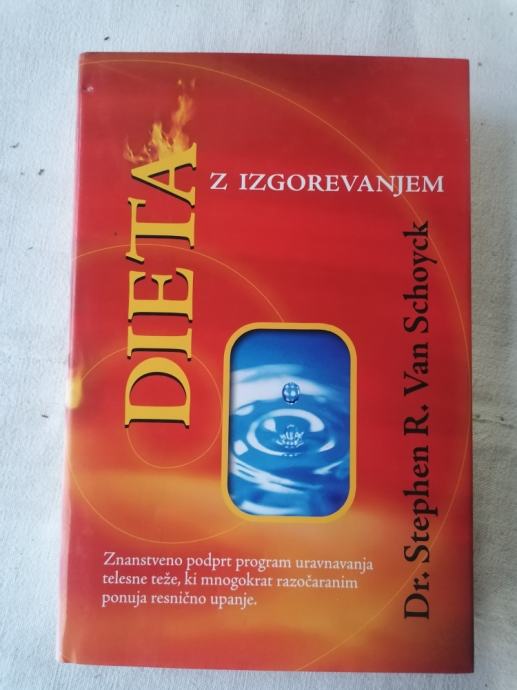 DIETA
Z IZGOREVANJEM
Dr. Stephen R. Van Schoyck
Znanstveno podprt program uravnavanja
telesne teže, ki mnogokrat razočaranim
ponuja resnično upanje.